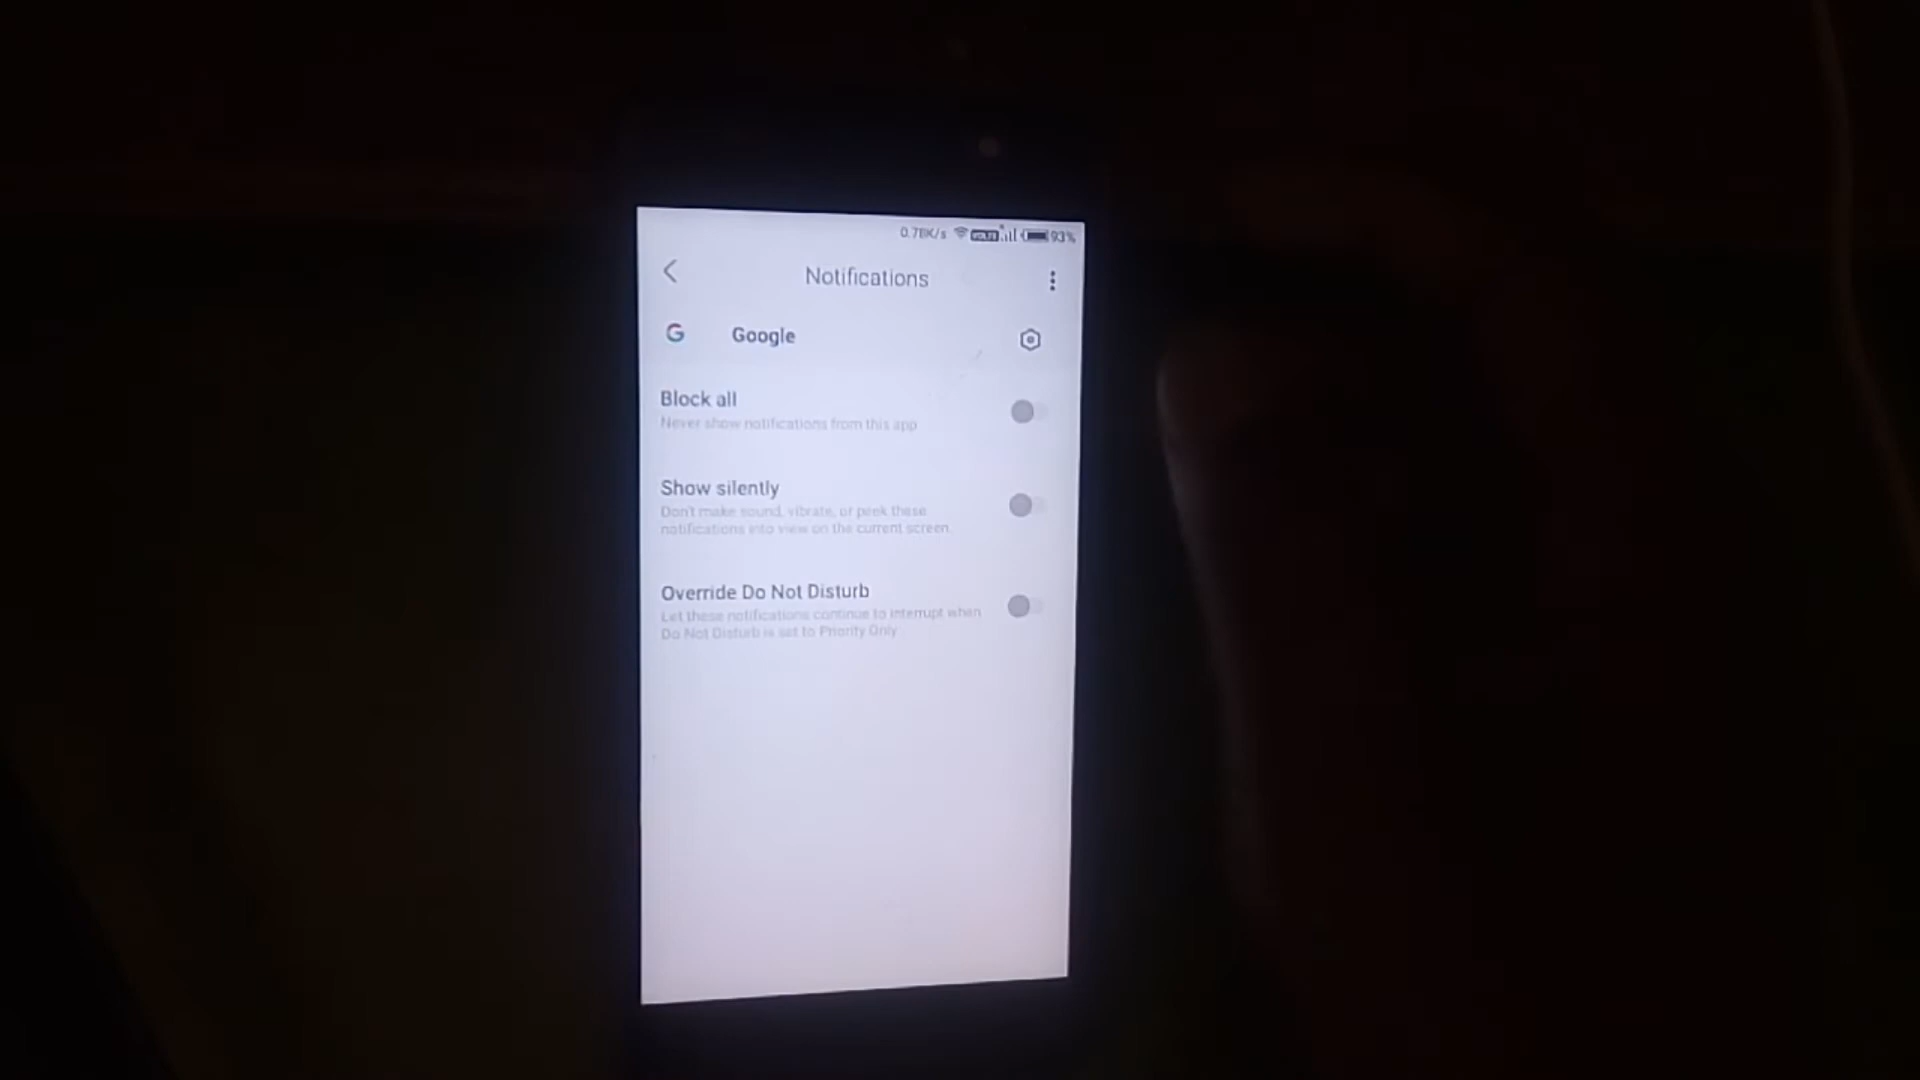 0.78K/s VOLTE 93%
Notifications
G Google
Block all
Never show notifications from this app
Show silently
Don't make sound, vibrate, or peek these
notifications into view on the current screen.
Override Do Not Disturb
Let these notifications continue to interrupt when
Do Not Disturb is set to Priority Only